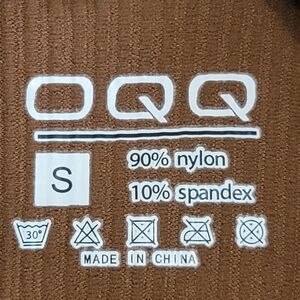 OQQ
S
90% nylon
10% spandex
30°
MADE IN CHINA